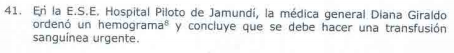 41. En la E.S.E. Hospital Piloto de Jamundí, la médica general Diana Giraldo
ordenó un hemograma⁸ y concluye que se debe hacer una transfusión
sanguínea urgente.